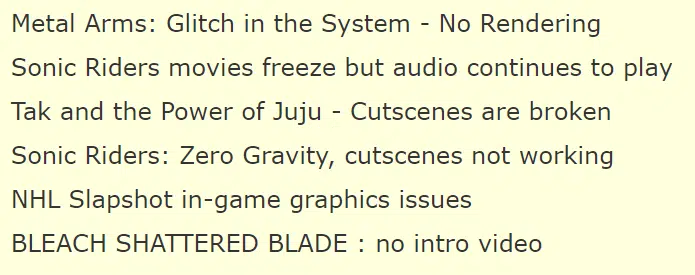 Metal Arms: Glitch in the System - No Rendering
Sonic Riders movies freeze but audio continues to play
Tak and the Power of Juju - Cutscenes are broken
Sonic Riders: Zero Gravity, cutscenes not working
NHL Slapshot in-game graphics issues
BLEACH SHATTERED BLADE : no intro video